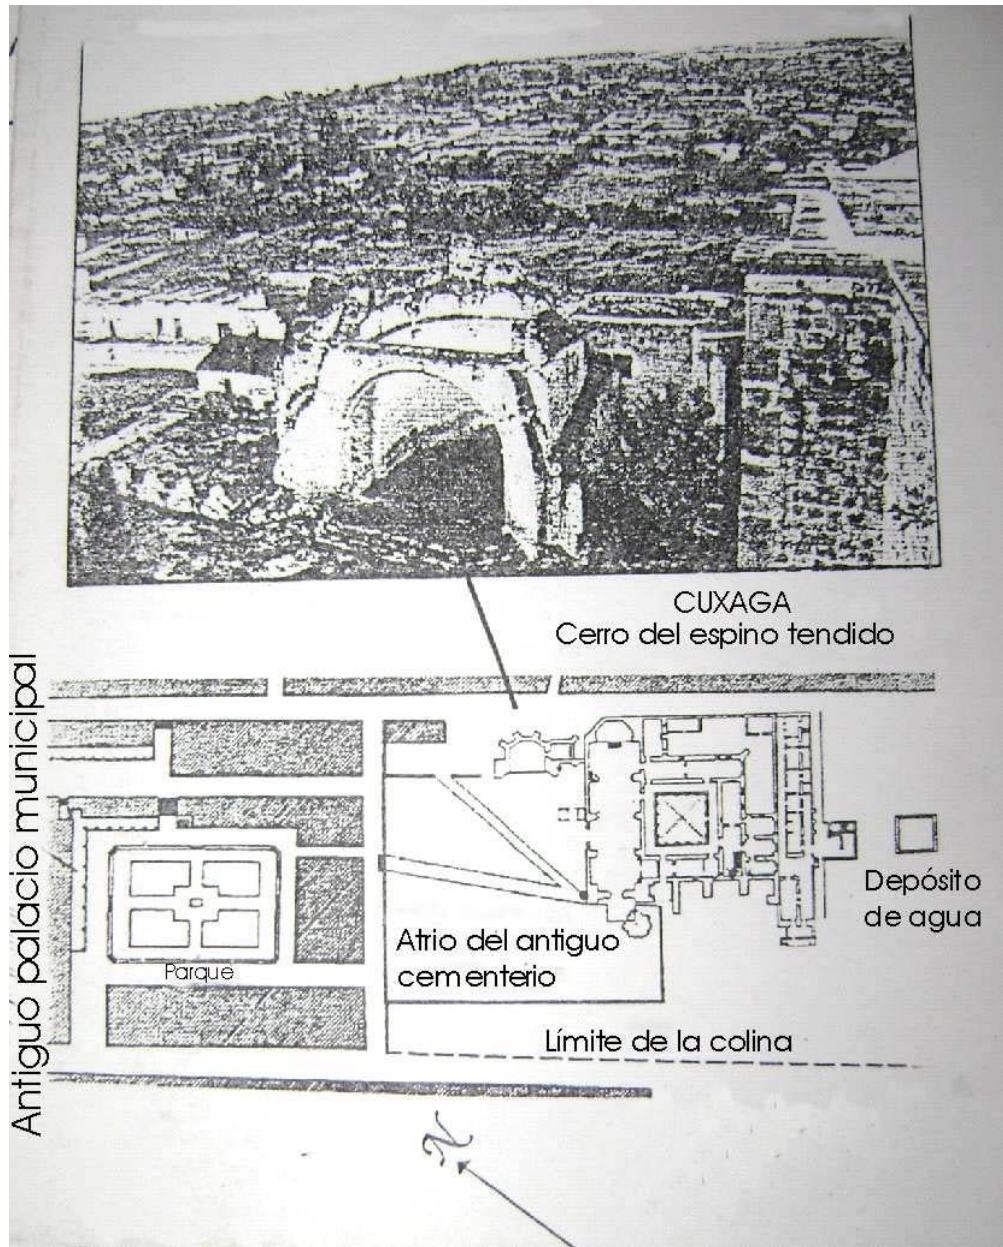 CUXAGA
Cerro del espino tendido
Antiguo palacio municipal
Parque
Atrio del antiguo
cementerio
Depósito
de agua
Límite de la colina
N